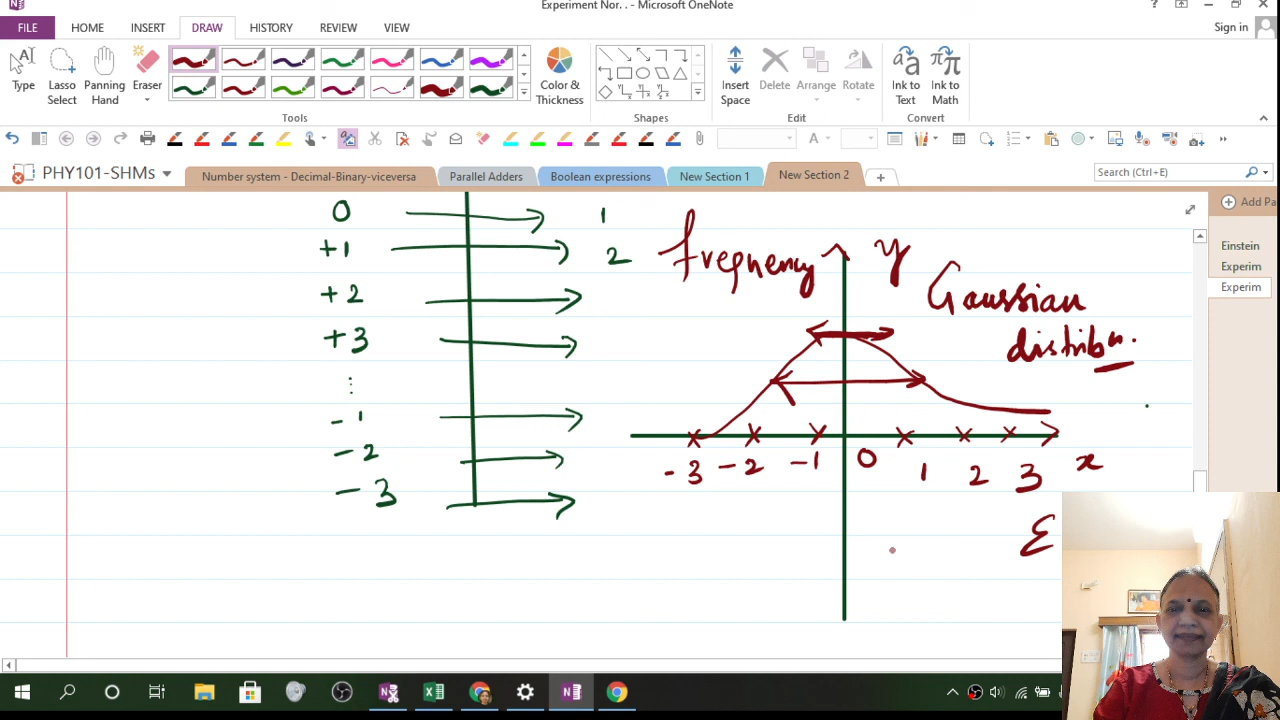 Experiment Nor. . - Microsoft OneNote
?
FILE HOME INSERT DRAW HISTORY REVIEW VIEW
Sign in
Type
Lasso Select
Panning Hand
Eraser
Color & Thickness
Insert Space
Delete
Arrange
Rotate
Ink to Text
Ink to Math
Tools
Shapes
Edit
Convert
PHY101-SHMs
Number system - Decimal-Binary-viceversa
Parallel Adders
Boolean expressions
New Section 1
New Section 2
Search (Ctrl+E)
Add Pa
Einstein
Experim
Experim
0 1
+1 2
+2
+3
⋮
-1
-2
-3
frequency y
Gaussian
distribn.
-3 -2 -1 0 1 2 3 x
Ɛ